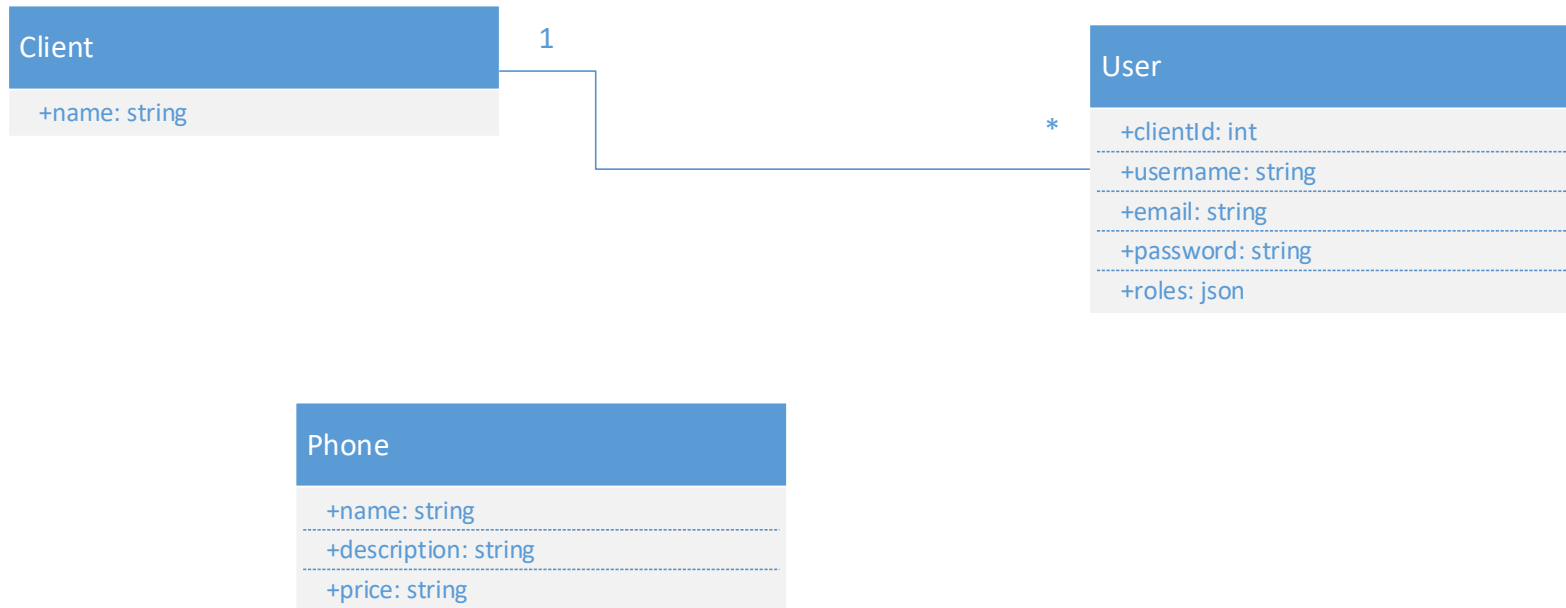 Client
+name: string
1
*
User
+clientId: int
+username: string
+email: string
+password: string
+roles: json
Phone
+name: string
+description: string
+price: string